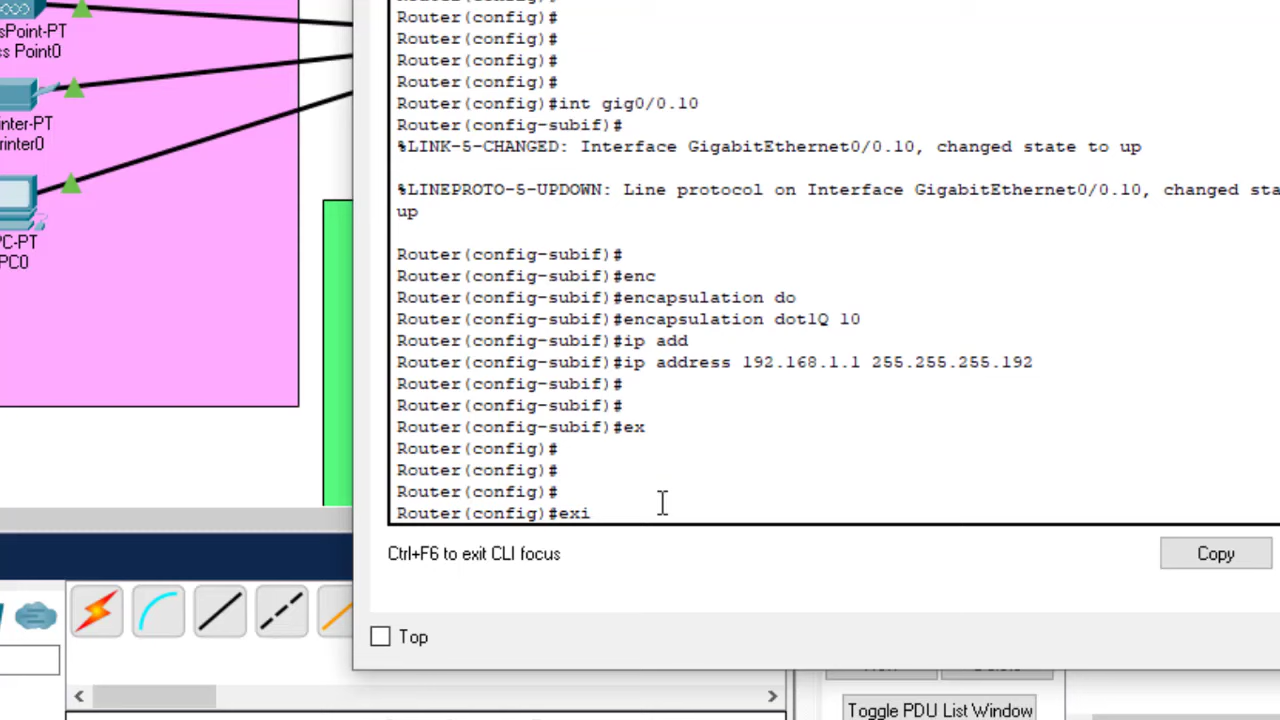 sPoint-PT
ss Point0
inter-PT
rinter0
PC-PT
PC0
Router(config)#
Router(config)#
Router(config)#
Router(config)#
Router(config)#int gig0/0.10
Router(config-subif)#
%LINK-5-CHANGED: Interface GigabitEthernet0/0.10, changed state to up
%LINEPROTO-5-UPDOWN: Line protocol on Interface GigabitEthernet0/0.10, changed sta
up
Router(config-subif)#
Router(config-subif)#enc
Router(config-subif)#encapsulation do
Router(config-subif)#encapsulation dot1Q 10
Router(config-subif)#ip add
Router(config-subif)#ip address 192.168.1.1 255.255.255.192
Router(config-subif)#
Router(config-subif)#
Router(config-subif)#ex
Router(config)#
Router(config)#
Router(config)#
Router(config)#exi
Ctrl+F6 to exit CLI focus
Copy
Top
Toggle PDU List Window